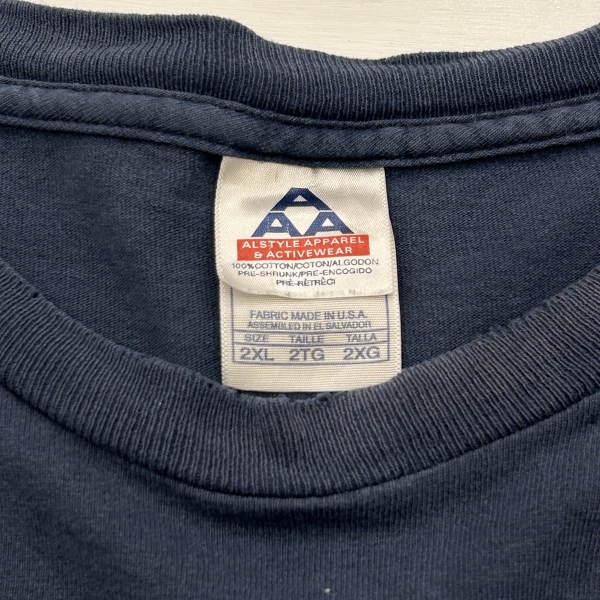 A
AA
ALSTYLE APPAREL
& ACTIVEWEAR
100% COTTON/COTON/ALGODON
PRE-SHRUNK/PRE-ENCOGIDO
PRÉ-RÉTRÉCI
FABRIC MADE IN U.S.A.
ASSEMBLED IN EL SALVADOR
SIZE TAILLE TALLA
2XL 2TG 2XG